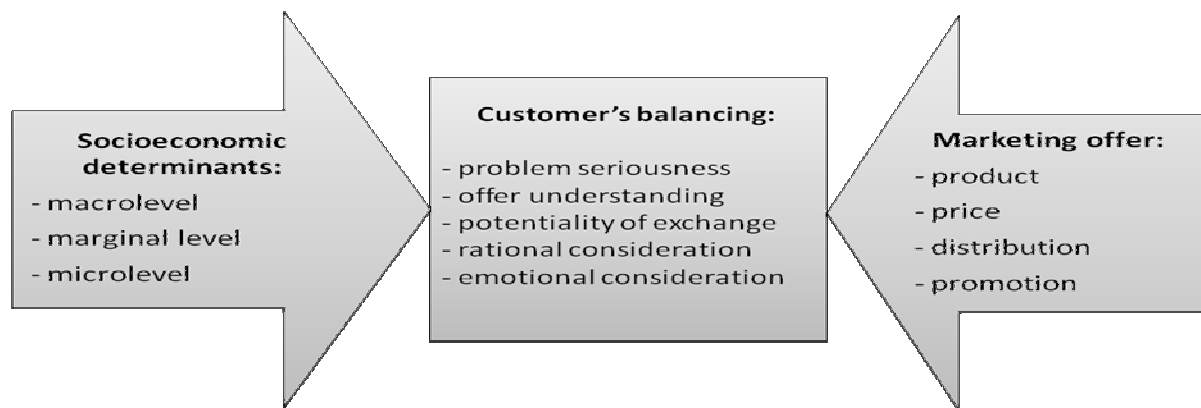 Socioeconomic
determinants:
- macrolevel
- marginal level
- microlevel
Customer's balancing:
- problem seriousness
- offer understanding
- potentiality of exchange
- rational consideration
- emotional consideration
Marketing offer:
- product
- price
- distribution
- promotion